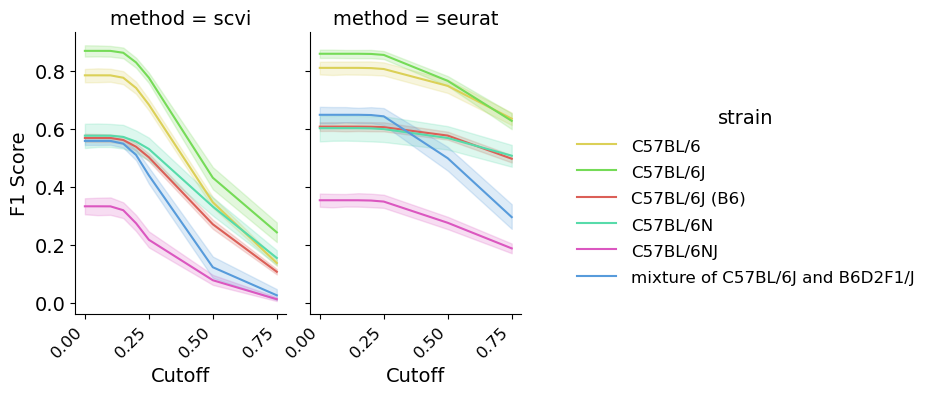 method = scvi
method = seurat
F1 Score
0.8
0.6
0.4
0.2
0.0
0.00
0.25
0.50
0.75
Cutoff
0.00
0.25
0.50
0.75
Cutoff
strain
C57BL/6
C57BL/6J
C57BL/6J (B6)
C57BL/6N
C57BL/6NJ
mixture of C57BL/6J and B6D2F1/J